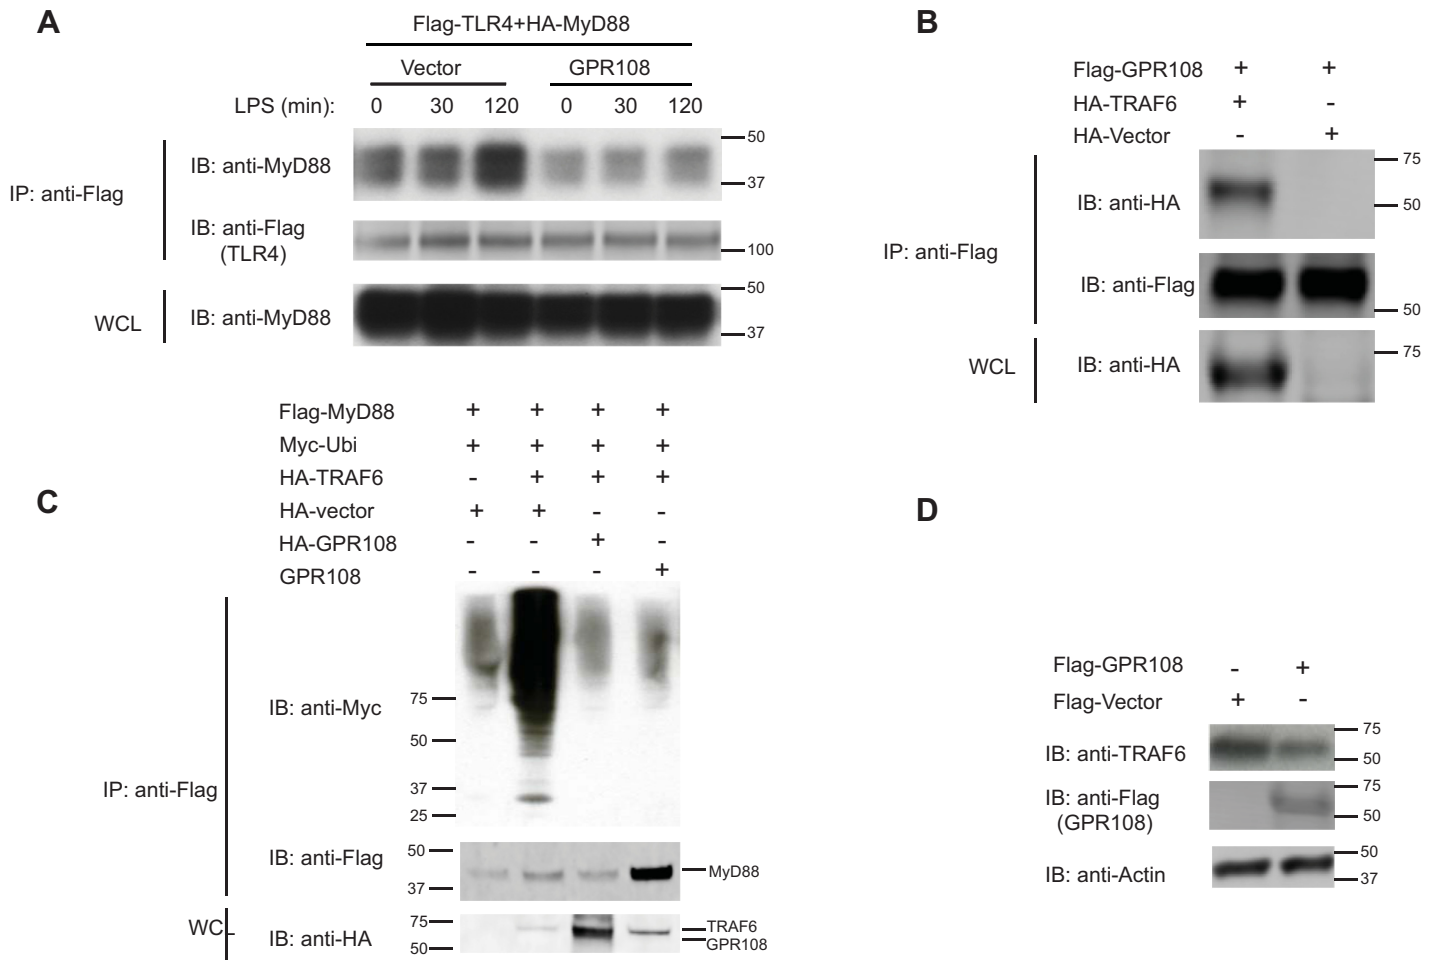 A
Flag-TLR4+HA-MyD88
Vector GPR108
LPS (min): 0 30 120 0 30 120
IP: anti-Flag
IB: anti-MyD88
50
37
IB: anti-Flag
(TLR4)
100
WCL
IB: anti-MyD88
50
37
B
Flag-GPR108 + +
HA-TRAF6 + -
HA-Vector - +
IP: anti-Flag
IB: anti-HA
75
50
IB: anti-Flag
50
WCL
IB: anti-HA
75
C
Flag-MyD88 + + + +
Myc-Ubi + + + +
HA-TRAF6 - + + +
HA-vector + + - -
HA-GPR108 - - + -
GPR108 - - - +
IP: anti-Flag
IB: anti-Myc
75
50
37
25
IB: anti-Flag
50
37
MyD88
WCL
IB: anti-HA
75
50
TRAF6
GPR108
D
Flag-GPR108 - +
Flag-Vector + -
IB: anti-TRAF6
75
50
IB: anti-Flag
(GPR108)
75
50
IB: anti-Actin
50
37